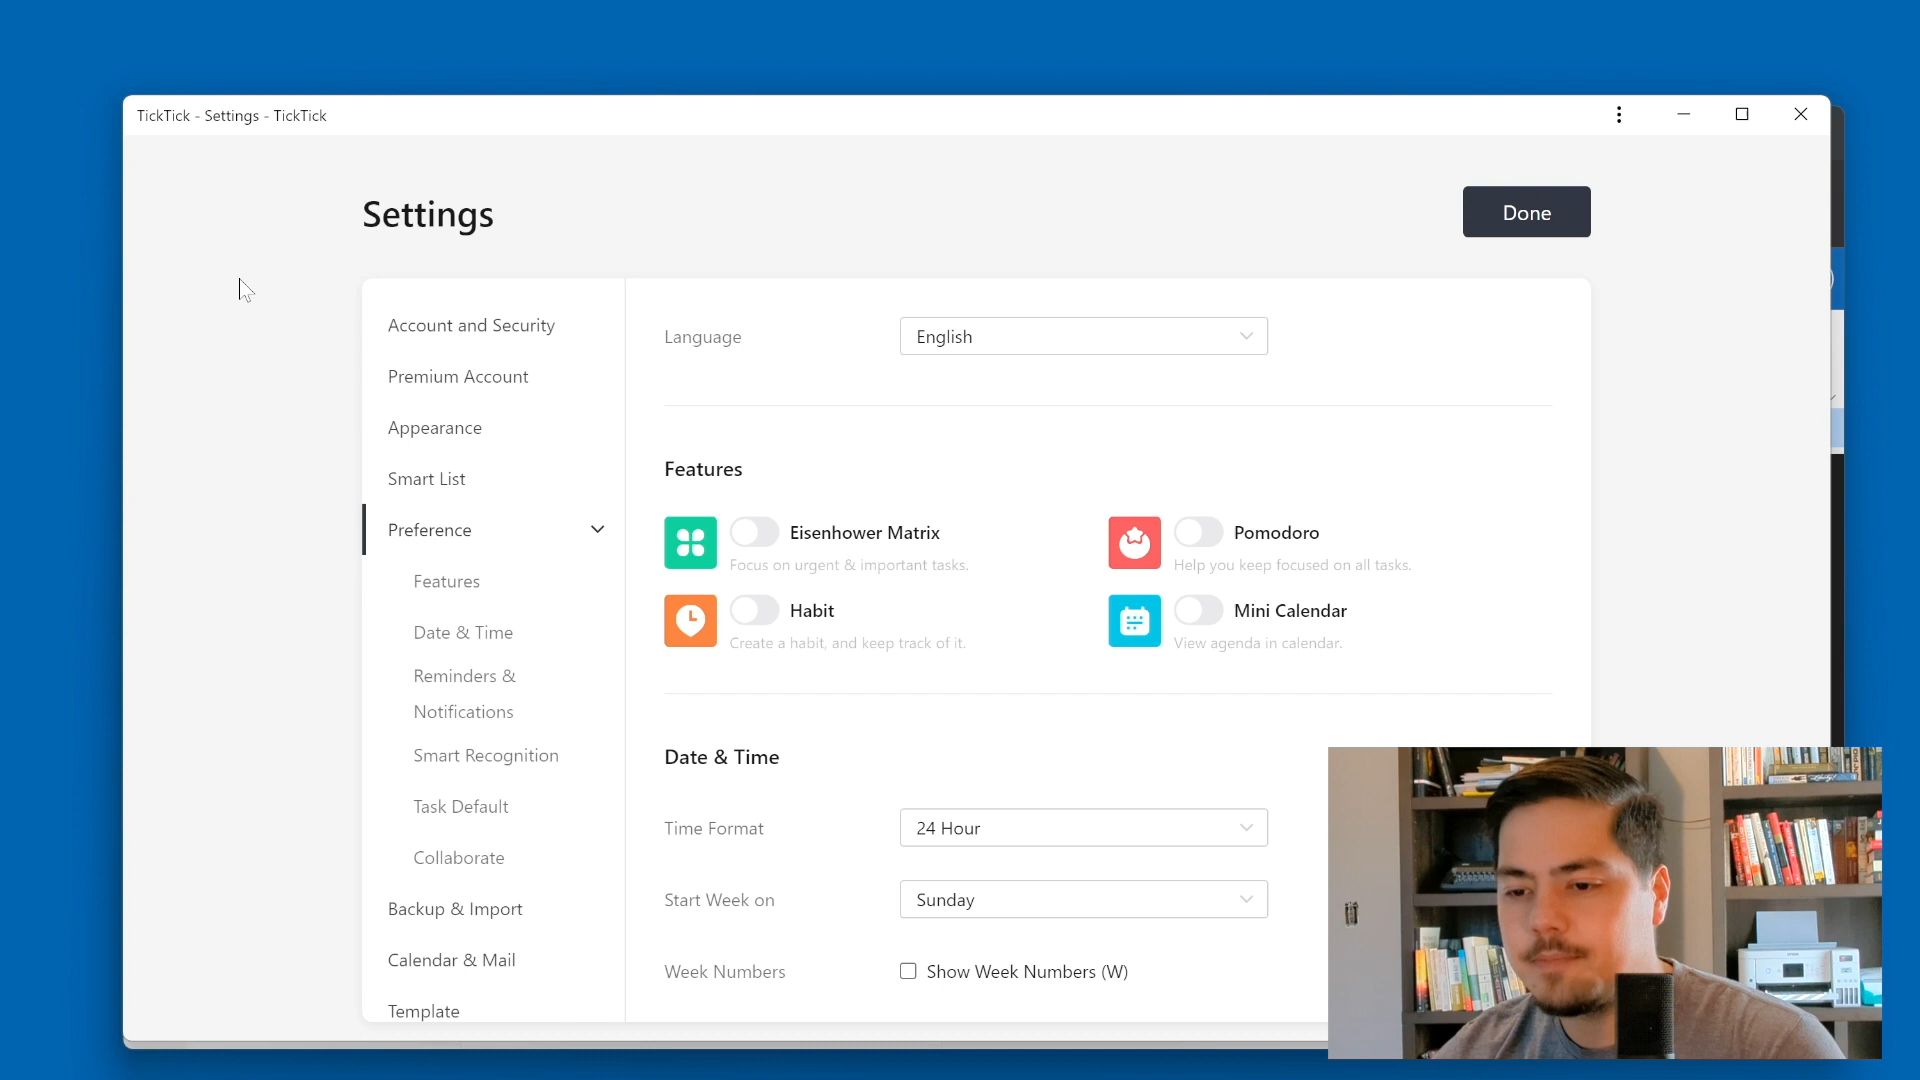 TickTick - Settings - TickTick
Settings
Done
Account and Security
Premium Account
Appearance
Smart List
Preference
Features
Date & Time
Reminders &
Notifications
Smart Recognition
Task Default
Collaborate
Backup & Import
Calendar & Mail
Template
Language
English
Features
Eisenhower Matrix
Focus on urgent & important tasks.
Pomodoro
Help you keep focused on all tasks.
Habit
Create a habit, and keep track of it.
Mini Calendar
View agenda in calendar.
Date & Time
Time Format
24 Hour
Start Week on
Sunday
Week Numbers
Show Week Numbers (W)